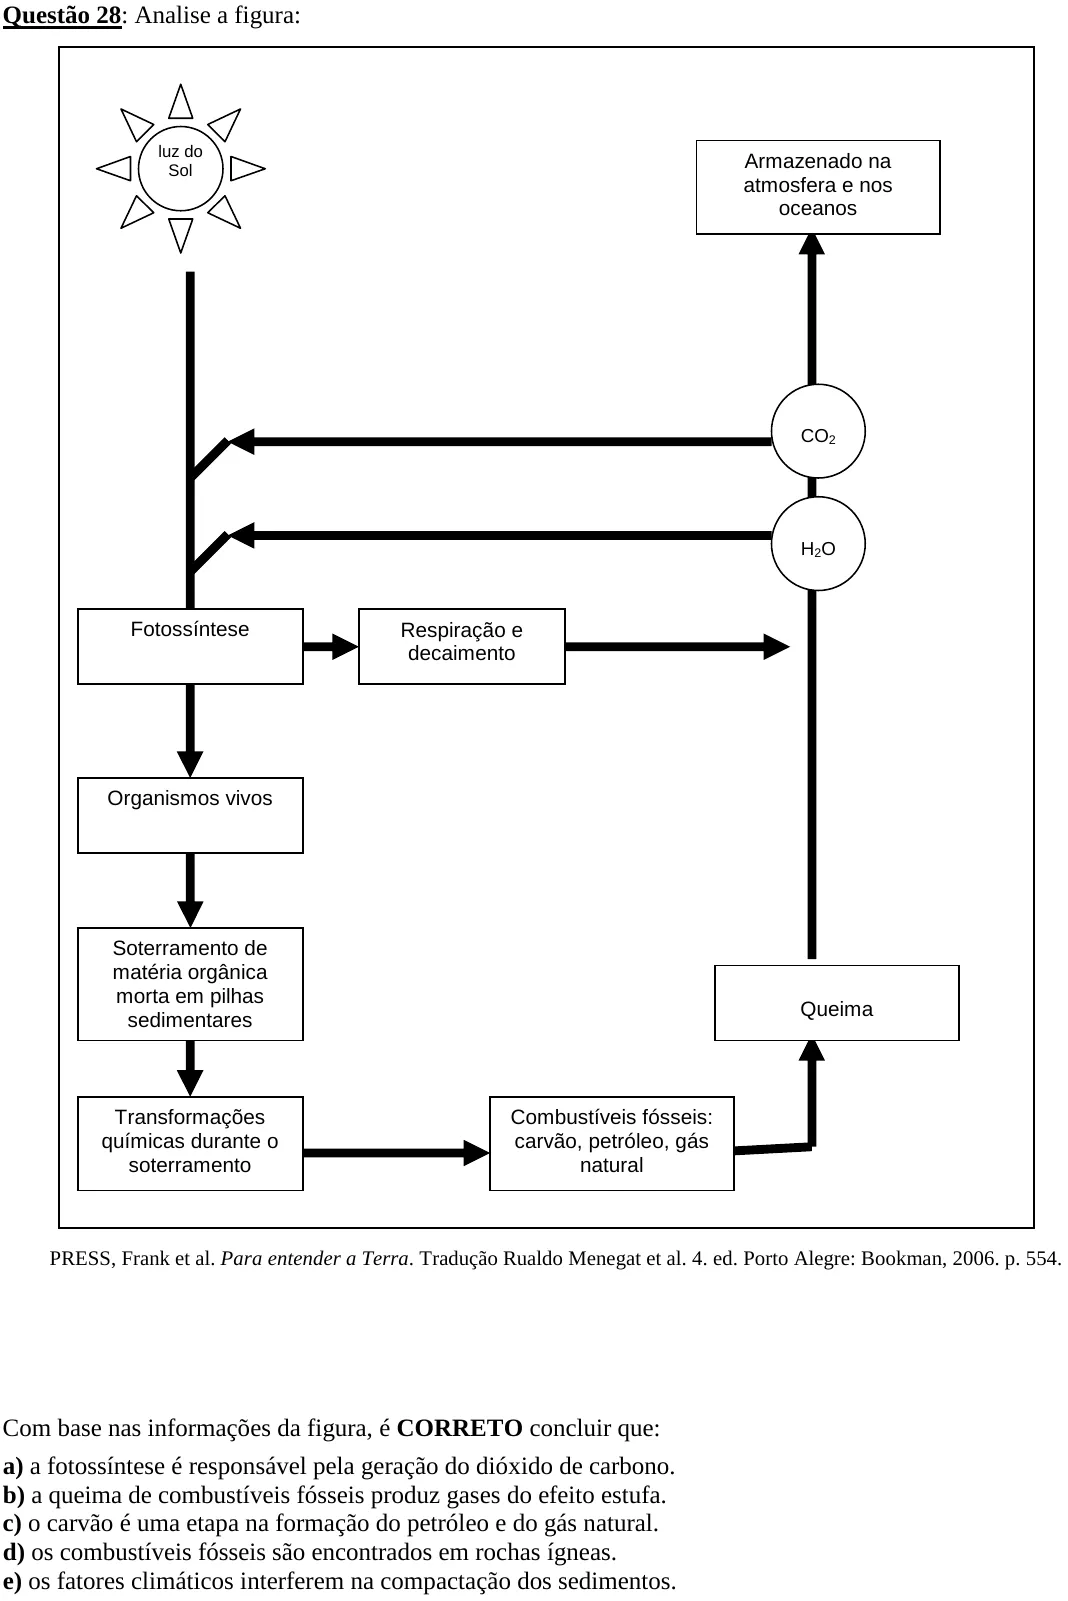 Questão 28: Analise a figura:
luz do
Sol
Armazenado na
atmosfera e nos
oceanos
CO₂
H₂O
Fotossíntese
Respiração e
decaimento
Organismos vivos
Soterramento de
matéria orgânica
morta em pilhas
sedimentares
Queima
Transformações
químicas durante o
soterramento
Combustíveis fósseis:
carvão, petróleo, gás
natural
PRESS, Frank et al. Para entender a Terra. Tradução Rualdo Menegat et al. 4. ed. Porto Alegre: Bookman, 2006. p. 554.
Com base nas informações da figura, é CORRETO concluir que:
a) a fotossíntese é responsável pela geração do dióxido de carbono.
b) a queima de combustíveis fósseis produz gases do efeito estufa.
c) o carvão é uma etapa na formação do petróleo e do gás natural.
d) os combustíveis fósseis são encontrados em rochas ígneas.
e) os fatores climáticos interferem na compactação dos sedimentos.